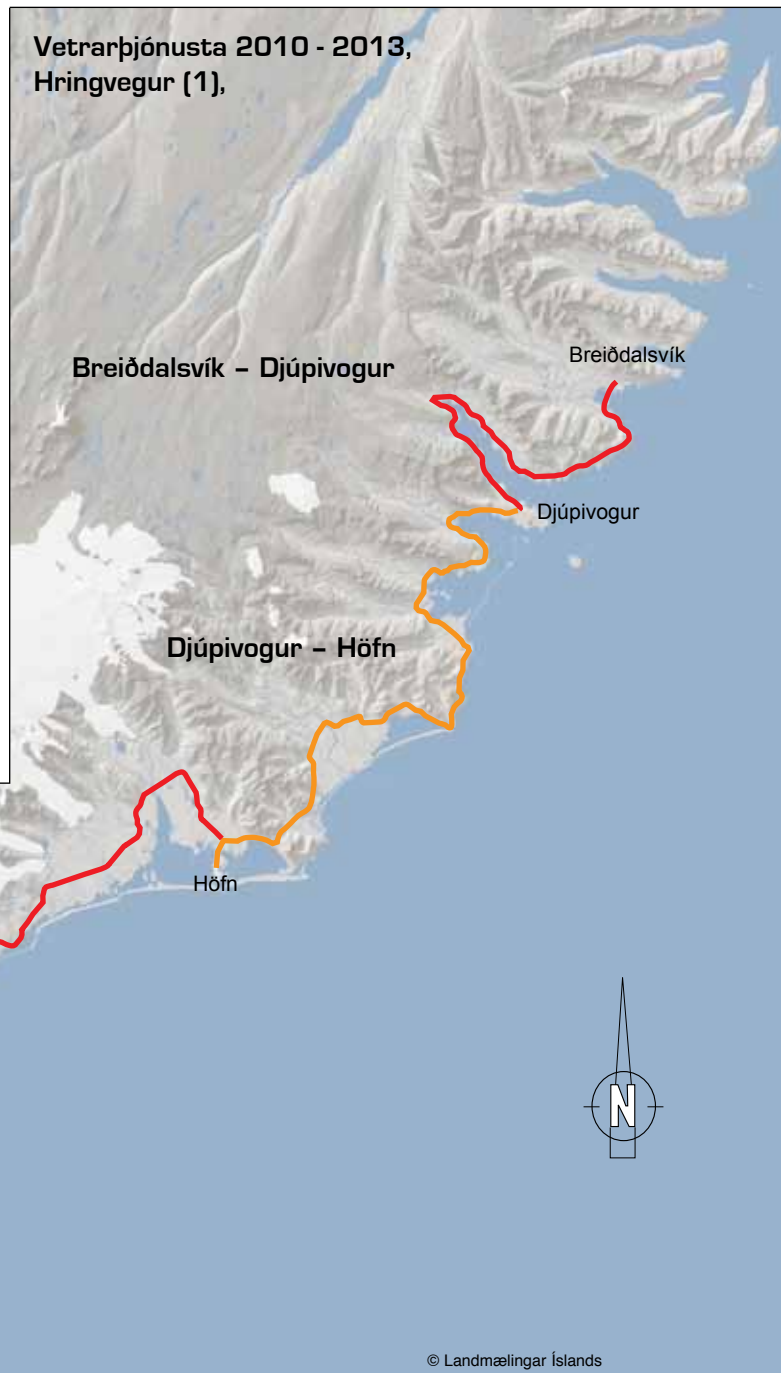 Vetrarþjónusta 2010 - 2013,
Hringvegur (1),
Breiðdalsvík
Breiðdalsvík – Djúpivogur
Djúpivogur
Djúpivogur – Höfn
Höfn
N
© Landmælingar Íslands